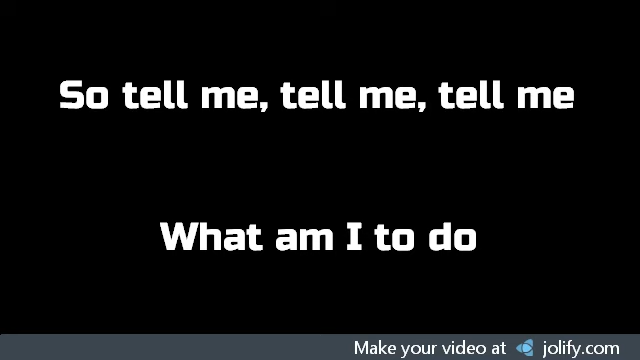 So tell me, tell me, tell me
What am I to do
Make your video at jolify.com